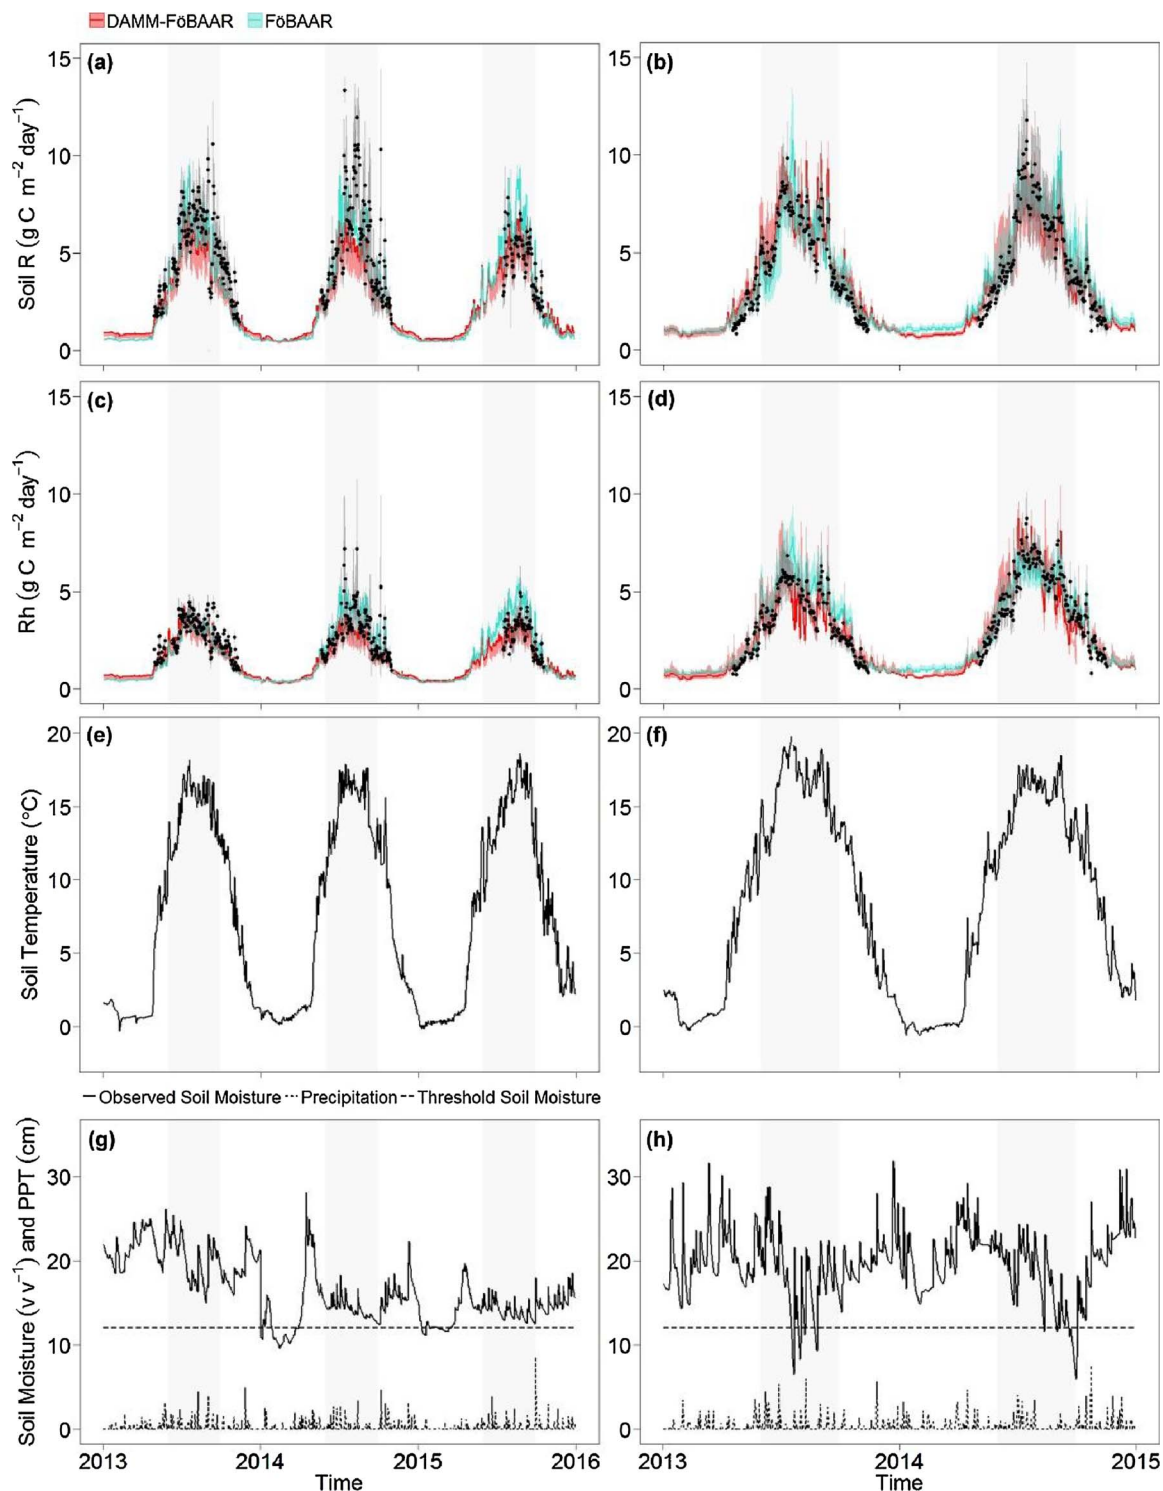 DAMM-FöBAAR FöBAAR
(a) (b)
Soil R (g C m⁻² day⁻¹)
15 15
10 10
5 5
0 0
(c) (d)
Rh (g C m⁻² day⁻¹)
15 15
10 10
5 5
0 0
(e) (f)
Soil Temperature (°C)
20 20
15 15
10 10
5 5
0 0
Observed Soil Moisture Precipitation Threshold Soil Moisture
(g) (h)
Soil Moisture (v v⁻¹) and PPT (cm)
30 30
20 20
10 10
0 0
2013 2014 2015 2016 2013 2014 2015
Time Time